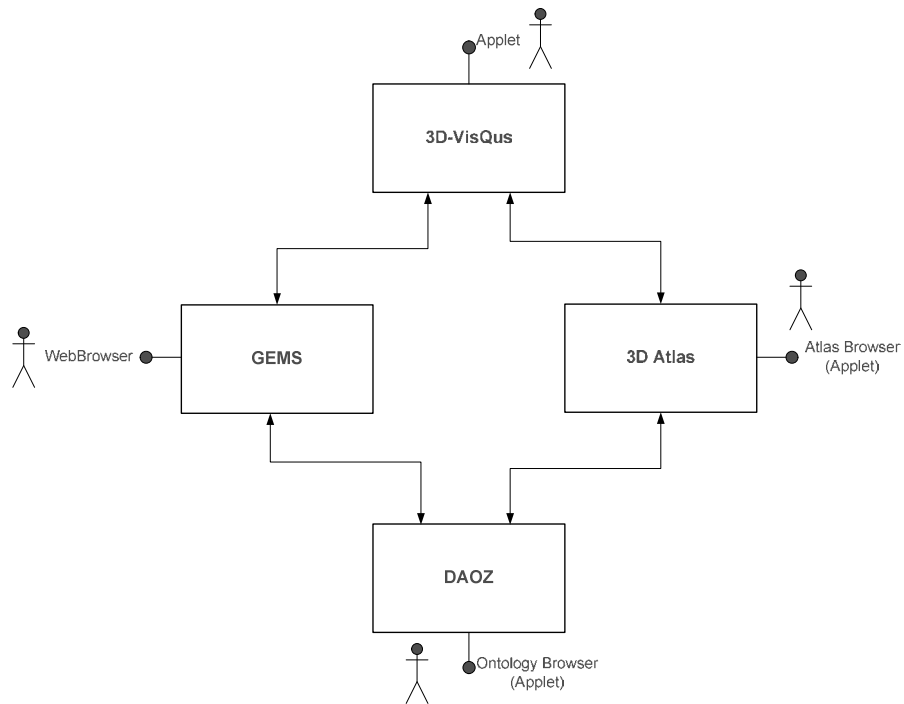 Applet
3D-VisQus
WebBrowser
GEMS
3D Atlas
Atlas Browser
(Applet)
DAOZ
Ontology Browser
(Applet)